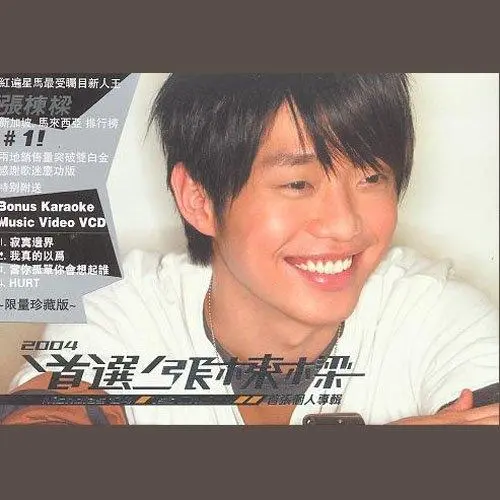 紅遍星馬最受矚目新人王
張棟樑
新加坡. 馬來西亞 排行榜
#1!
兩地銷售量突破雙白金
感謝歌迷慶功版
特別附送
Bonus Karaoke
Music Video VCD
1. 寂寞邊界
2. 我真的以爲
3. 當你孤單你會想起誰
4. HURT
~限量珍藏版~
2004
首選/張棟樑
Nicholas
首張個人專輯